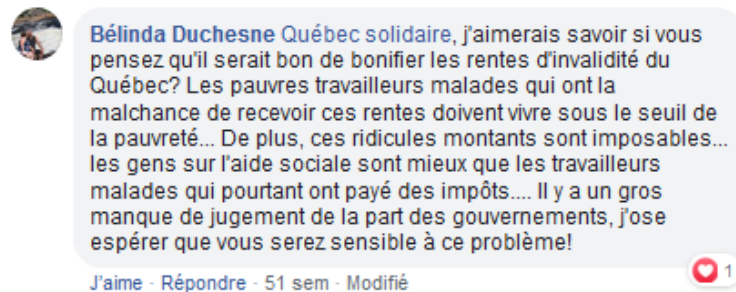 Bélinda Duchesne Québec solidaire, j'aimerais savoir si vous
pensez qu'il serait bon de bonifier les rentes d'invalidité du
Québec? Les pauvres travailleurs malades qui ont la
malchance de recevoir ces rentes doivent vivre sous le seuil de
la pauvreté... De plus, ces ridicules montants sont imposables...
les gens sur l'aide sociale sont mieux que les travailleurs
malades qui pourtant ont payé des impôts.... Il y a un gros
manque de jugement de la part des gouvernements, j'ose
espérer que vous serez sensible à ce problème!
1
J'aime · Répondre · 51 sem · Modifié